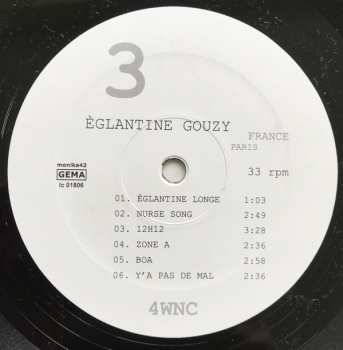 3
ÈGLANTINE GOUZY
FRANCE
PARIS
monika43
GEMA
lc 01806
33 rpm
01. ÈGLANTINE LONGE 1:03
02. NURSE SONG 2:49
03. 12H12 3:28
04. ZONE A 2:36
05. BOA 2:58
06. Y'A PAS DE MAL 2:36
4WNC